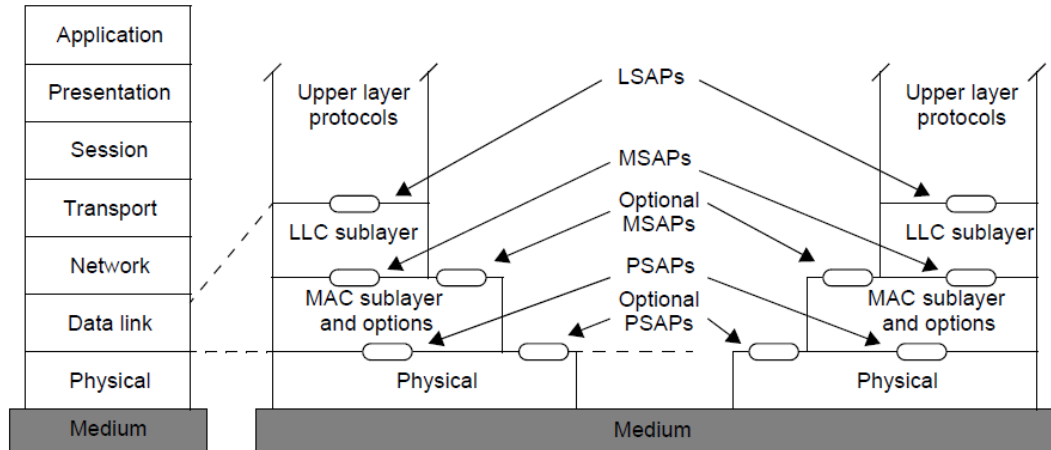 Application
Presentation
Session
Transport
Network
Data link
Physical
Medium
Upper layer
protocols
LLC sublayer
MAC sublayer
and options
Physical
LSAPs
MSAPs
Optional
MSAPs
PSAPs
Optional
PSAPs
Upper layer
protocols
LLC sublayer
MAC sublayer
and options
Physical
Medium